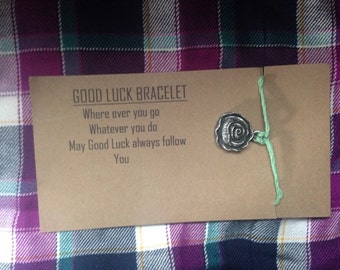 GOOD LUCK BRACELET
Where ever you go
Whatever you do
May Good Luck always follow
You